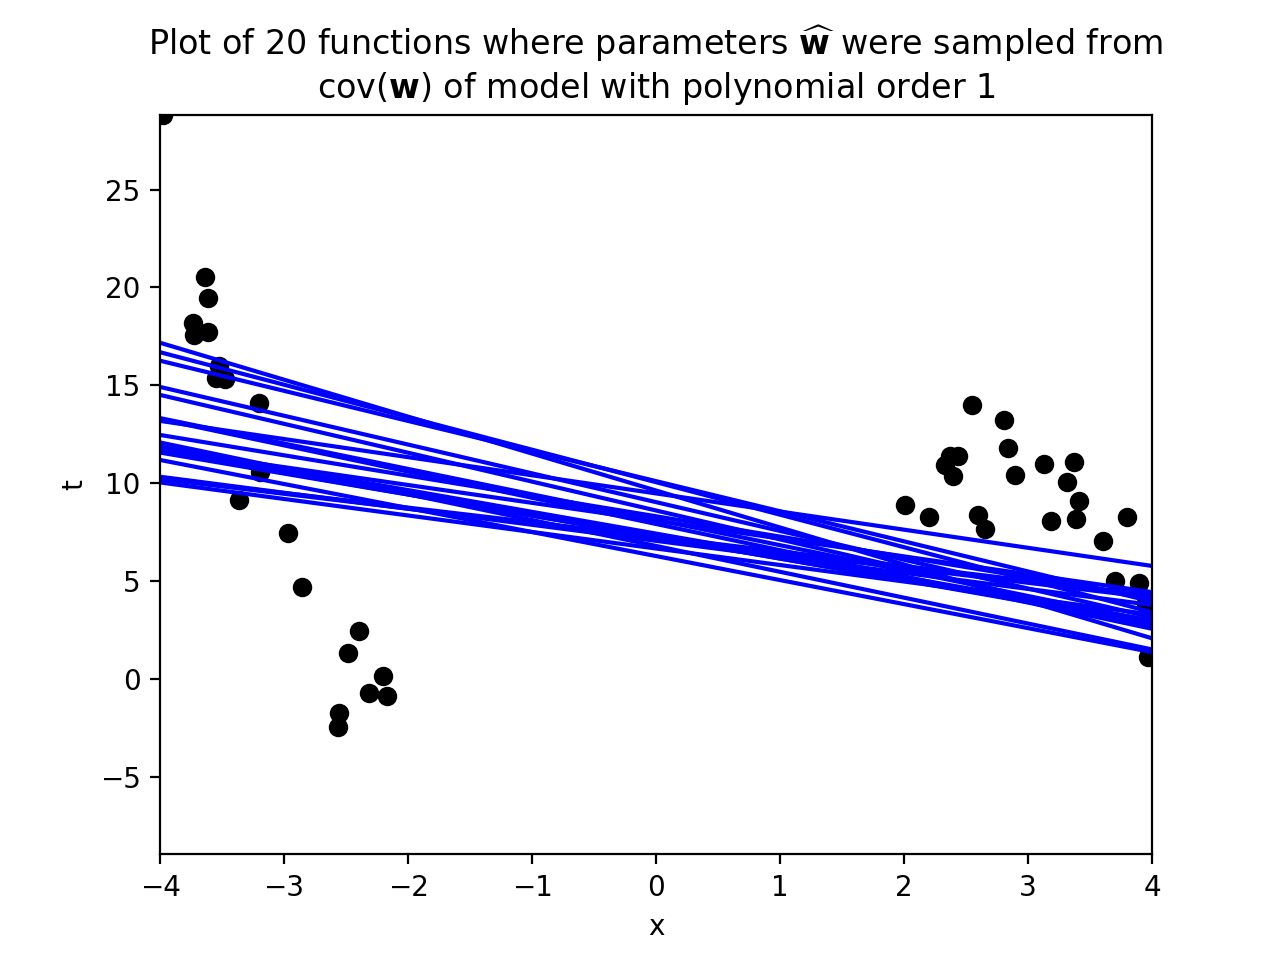 Plot of 20 functions where parameters ŵ were sampled from
cov(w) of model with polynomial order 1
25
20
15
10
5
0
−5
t
−4 −3 −2 −1 0 1 2 3 4
x